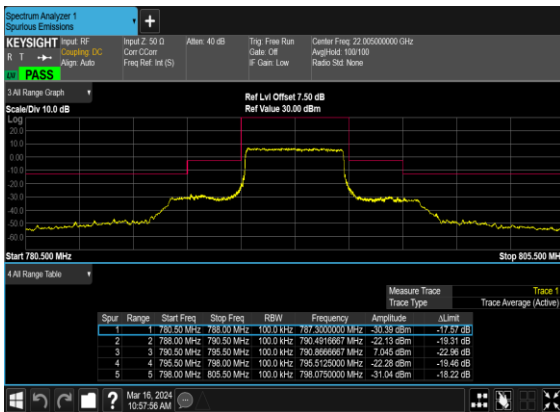 Spectrum Analyzer 1
Spurious Emissions
KEYSIGHT
R T
LNI PASS
Input: RF
Coupling: DC
Align: Auto
Input Z: 50 Ω
Corr CCorr
Freq Ref: Int (S)
Atten: 40 dB
Trig: Free Run
Gate: Off
IF Gain: Low
Center Freq: 22.005000000 GHz
Avg|Hold: 100/100
Radio Std: None
3 All Range Graph
Scale/Div 10.0 dB
Ref Lvl Offset 7.50 dB
Ref Value 30.00 dBm
Log
20.0
10.0
0.00
-10.0
-20.0
-30.0
-40.0
-50.0
-60.0
Start 780.500 MHz
Stop 805.500 MH
4 All Range Table
Measure Trace Trace 1
Trace Type Trace Average (Active)
Spur Range Start Freq Stop Freq RBW Frequency Amplitude ΔLimit
1 1 780.50 MHz 788.00 MHz 100.0 kHz 787.3000000 MHz -30.39 dBm -17.57 dB
2 2 788.00 MHz 790.50 MHz 100.0 kHz 790.4916667 MHz -22.13 dBm -19.31 dB
3 3 790.50 MHz 795.50 MHz 100.0 kHz 790.8666667 MHz 7.045 dBm -22.96 dB
4 4 795.50 MHz 798.00 MHz 100.0 kHz 795.5125000 MHz -22.28 dBm -19.46 dB
5 5 798.00 MHz 805.50 MHz 100.0 kHz 798.0750000 MHz -31.04 dBm -18.22 dB
Mar 16, 2024
10:57:56 AM